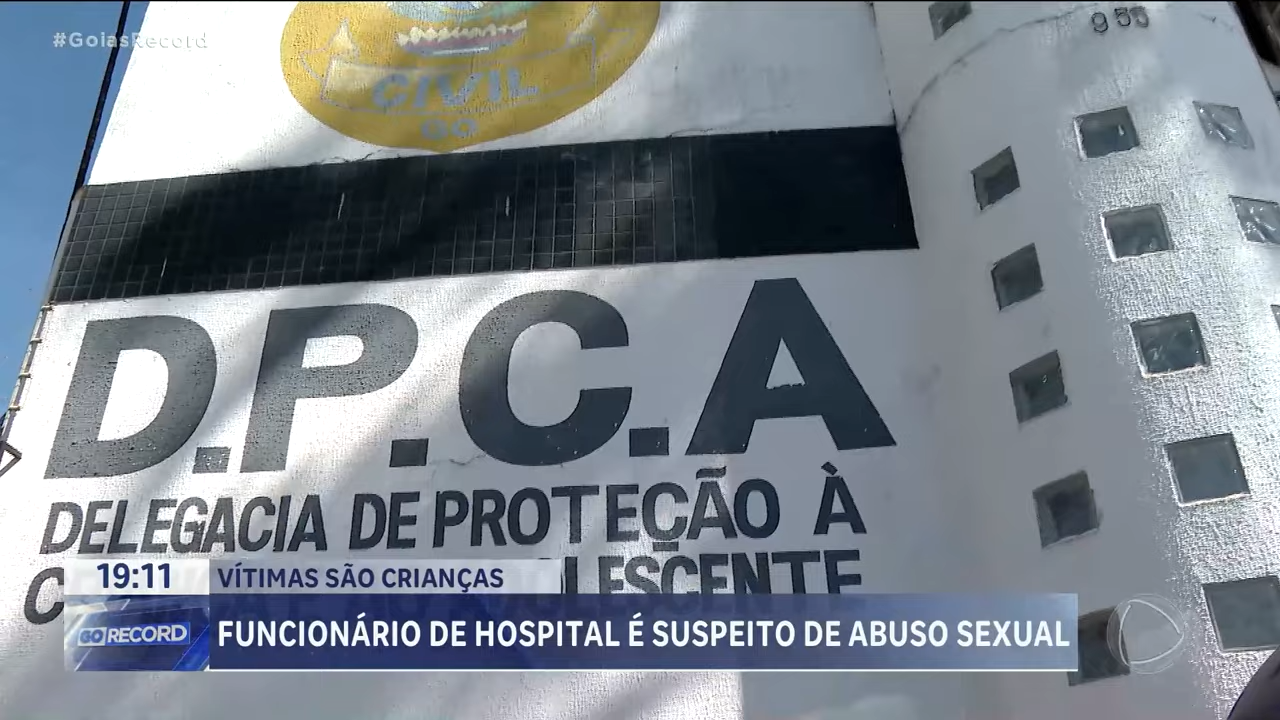 #GoiasRecord
955
CIVIL
GO
D.P.C.A
DELEGACIA DE PROTEÇÃO À
19:11
VÍTIMAS SÃO CRIANÇAS
GO RECORD
FUNCIONÁRIO DE HOSPITAL É SUSPEITO DE ABUSO SEXUAL